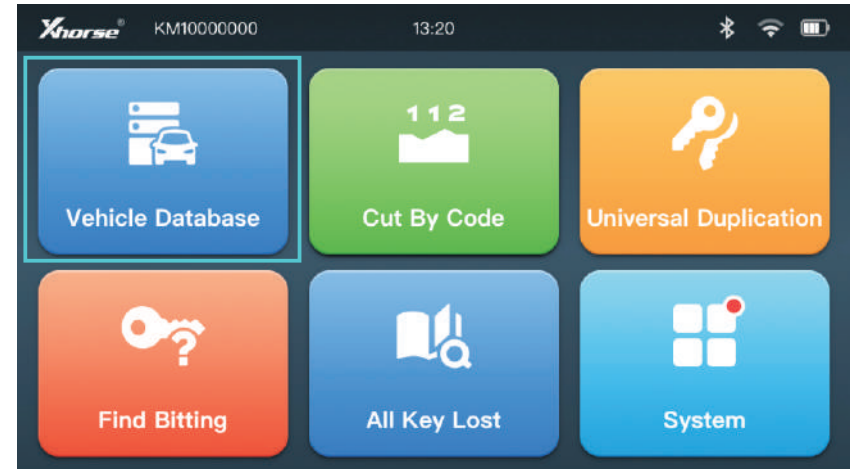 Xhorse® KM10000000 13:20
Vehicle Database
112
Cut By Code
Universal Duplication
?
Find Bitting
All Key Lost
System